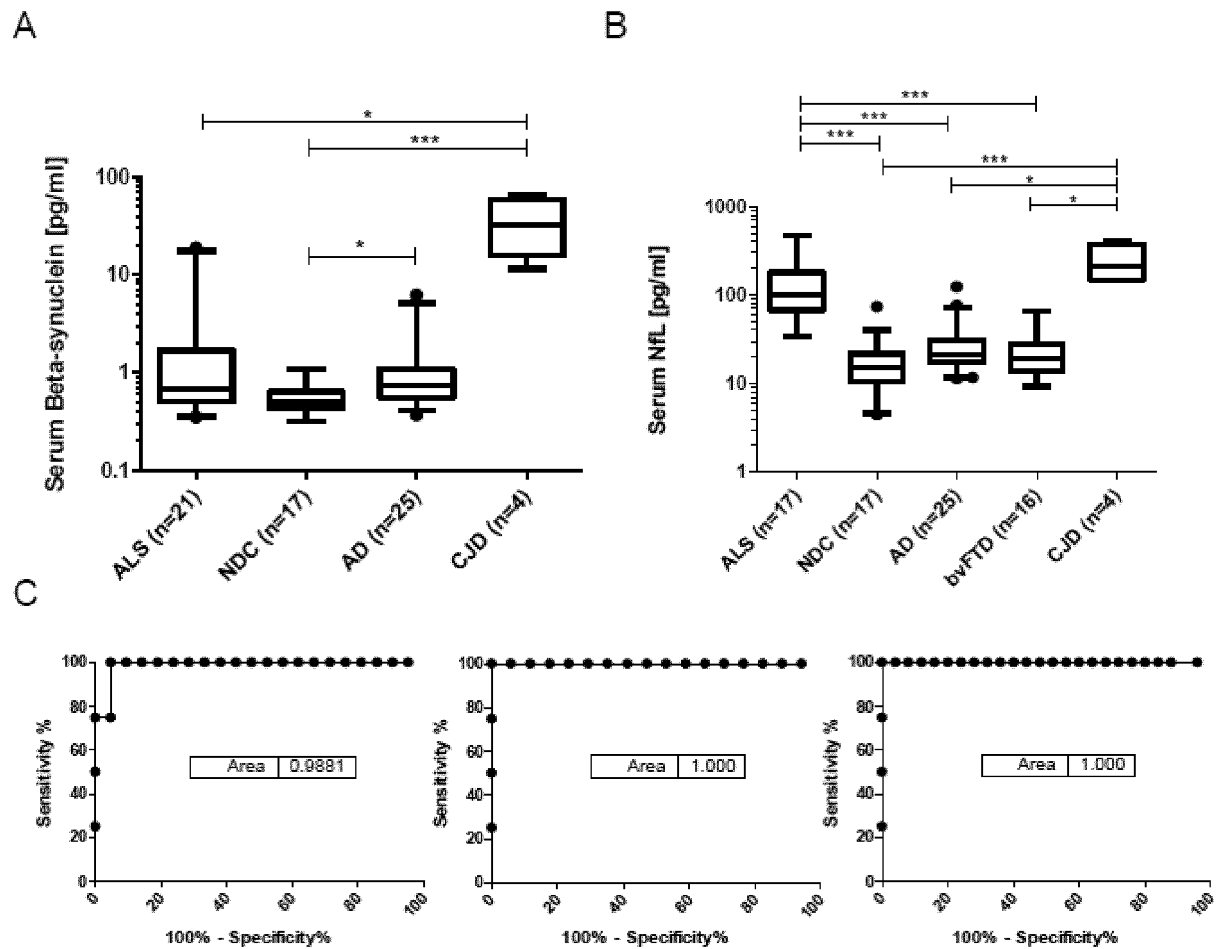 A
B
*
***
*
Serum Beta-synuclein [pg/ml]
100
10
1
0.1
ALS (n=21)
NDC (n=17)
AD (n=25)
CJD (n=4)
***
***
***
***
*
*
Serum NfL [pg/ml]
1000
100
10
1
ALS (n=17)
NDC (n=17)
AD (n=25)
bvFTD (n=16)
CJD (n=4)
C
Sensitivity %
100
80
60
40
20
0
Area 0.9881
0 20 40 60 80 100
100% - Specificity%
Sensitivity %
100
80
60
40
20
0
Area 1.000
0 20 40 60 80 100
100% - Specificity%
Sensitivity %
100
80
60
40
20
0
Area 1.000
0 20 40 60 80 100
100% - Specificity%